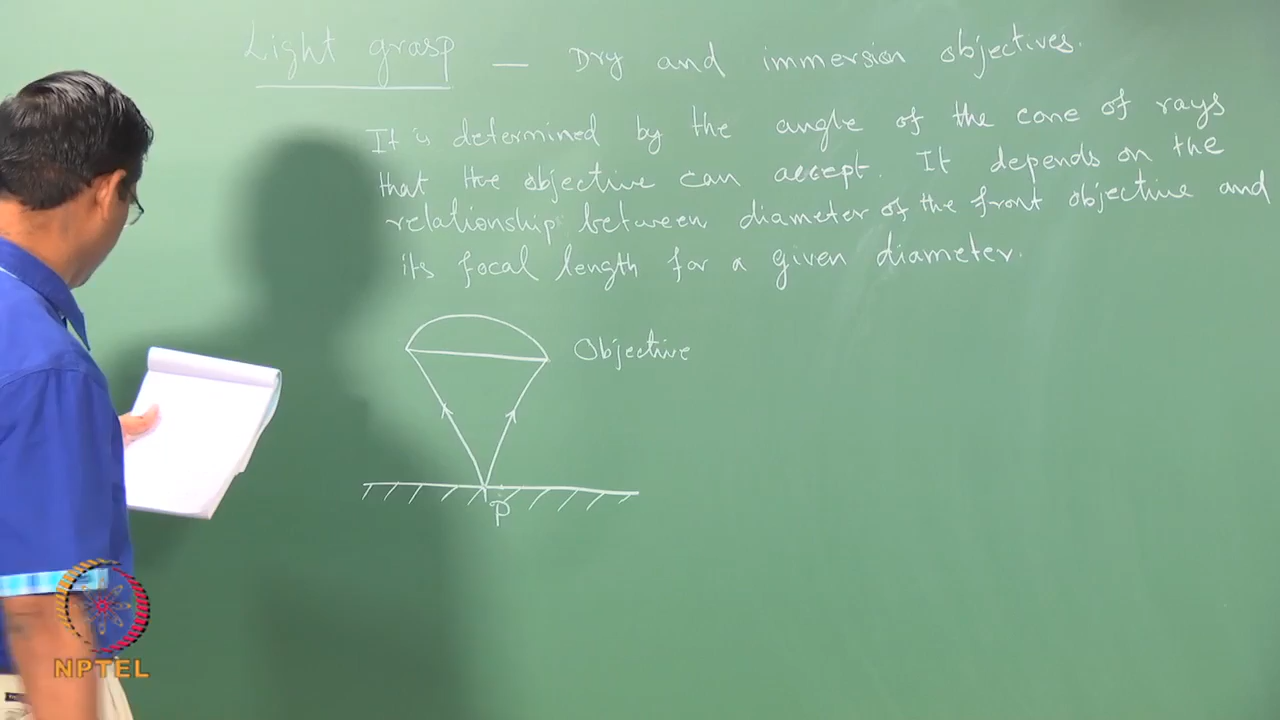 Light grasp — Dry and immersion objectives.
It is determined by the angle of the cone of rays
that the objective can accept. It depends on the
relationship between diameter of the front objective and
its focal length for a given diameter.
Objective
P
NPTEL